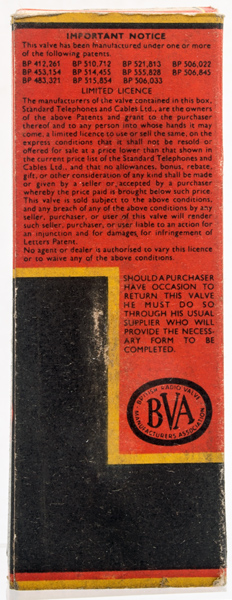 IMPORTANT NOTICE
This valve has been manufactured under one or more
of the following patents.
BP 412,261 BP 510,712 BP 521,813 BP 506,022
BP 453,154 BP 514,455 BP 355,828 BP 506,845
BP 483,321 BP 515,854 BP 506,033
LIMITED LICENCE
The manufacturers of the valve contained in this box,
Standard Telephones and Cables Ltd., are the owners
of the above Patents and grant to the purchaser
thereof and to any person into whose hands it may
come, a limited licence to use or sell the same, on the
express conditions that it shall not be resold or
offered for sale at a price lower than that shown in
the current price list of the Standard Telephones and
Cables Ltd., and that no allowances, bonus, rebate,
gift, or other consideration of any kind shall be made
or given by a seller or accepted by a purchaser
whereby the price paid is brought below such price.
This valve is sold subject to the above conditions,
and any breach of any of the above conditions by any
seller, purchaser, or user of this valve will render
such seller, purchaser, or user liable to an action for
an injunction and for damages for infringement of
Letters Patent.
No agent or dealer is authorised to vary this licence
or to waive any of the above conditions.
SHOULD A PURCHASER
HAVE OCCASION TO
RETURN THIS VALVE
HE MUST DO SO
THROUGH HIS USUAL
SUPPLIER WHO WILL
PROVIDE THE NECESS-
ARY FORM TO BE
COMPLETED.
BRITISH RADIO VALVE
BVA
MANUFACTURERS ASSOCIATION